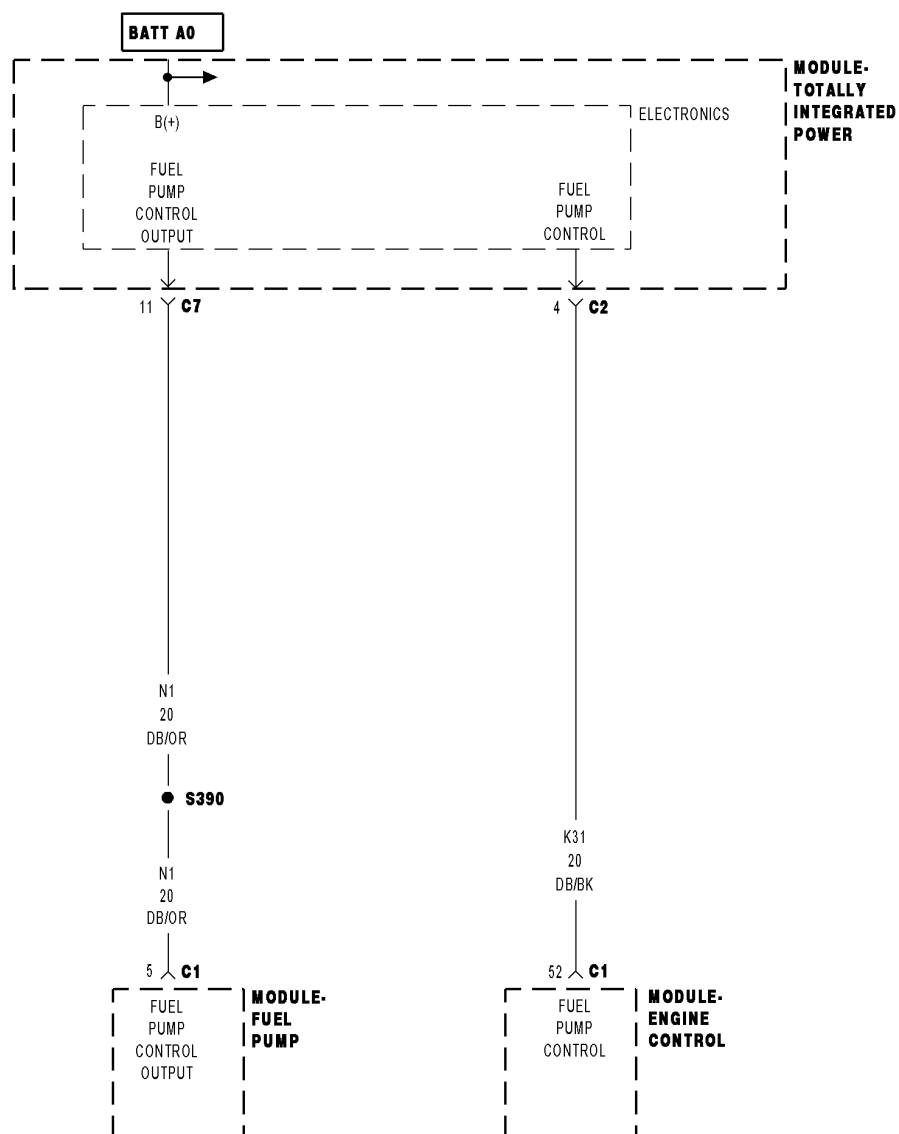 BATT A0
MODULE-
TOTALLY
INTEGRATED
POWER
ELECTRONICS
B(+)
FUEL
PUMP
CONTROL
OUTPUT
FUEL
PUMP
CONTROL
11 C7
4 C2
N1
20
DB/OR
S390
K31
20
DB/BK
N1
20
DB/OR
5 C1
52 C1
MODULE-
FUEL
PUMP
FUEL
PUMP
CONTROL
OUTPUT
MODULE-
ENGINE
CONTROL
FUEL
PUMP
CONTROL